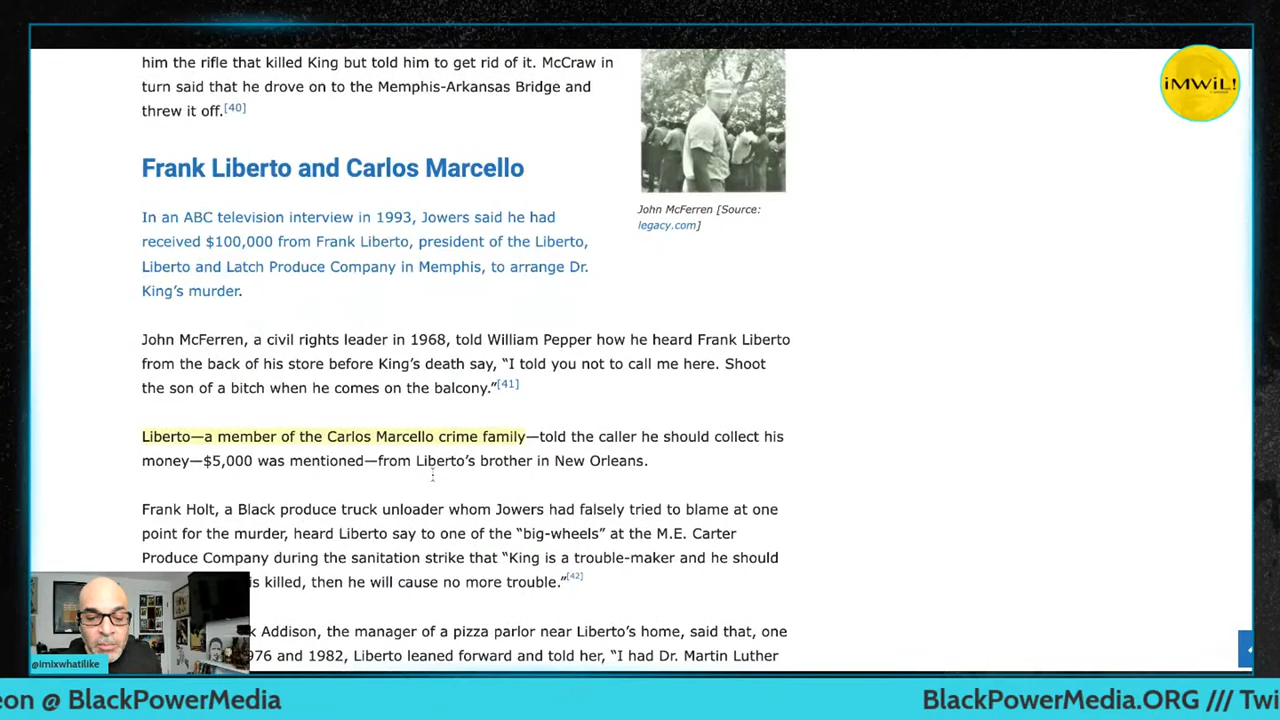 him the rifle that killed King but told him to get rid of it. McCraw in
turn said that he drove on to the Memphis-Arkansas Bridge and
threw it off.[40]
iMWiL!
Frank Liberto and Carlos Marcello
John McFerren [Source:
legacy.com]
In an ABC television interview in 1993, Jowers said he had
received $100,000 from Frank Liberto, president of the Liberto,
Liberto and Latch Produce Company in Memphis, to arrange Dr.
King's murder.
John McFerren, a civil rights leader in 1968, told William Pepper how he heard Frank Liberto
from the back of his store before King's death say, “I told you not to call me here. Shoot
the son of a bitch when he comes on the balcony.”[41]
Liberto—a member of the Carlos Marcello crime family—told the caller he should collect his
money—$5,000 was mentioned—from Liberto's brother in New Orleans.
Frank Holt, a Black produce truck unloader whom Jowers had falsely tried to blame at one
point for the murder, heard Liberto say to one of the “big-wheels” at the M.E. Carter
Produce Company during the sanitation strike that “King is a trouble-maker and he should
is killed, then he will cause no more trouble.”[42]
k Addison, the manager of a pizza parlor near Liberto's home, said that, one
976 and 1982, Liberto leaned forward and told her, “I had Dr. Martin Luther
@imixwhatilike
eon @ BlackPowerMedia
BlackPowerMedia.ORG /// Twi